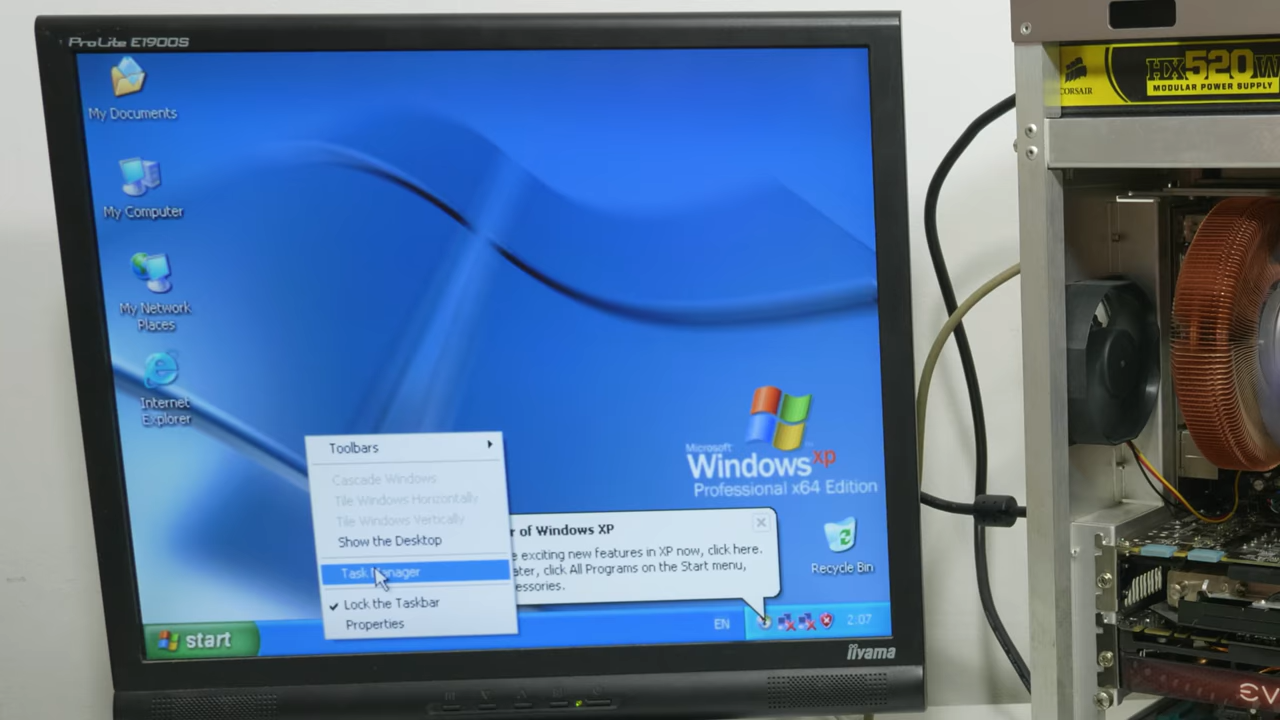 ProLite E1900S
My Documents
My Computer
My Network
Places
Internet
Explorer
Toolbars
Cascade Windows
Tile Windows Horizontally
Tile Windows Vertically
Show the Desktop
Task Manager
Lock the Taskbar
Properties
r of Windows XP
e exciting new features in XP now, click here.
ater, click All Programs on the Start menu,
essories.
Microsoft
Windows xp
Professional x64 Edition
Recycle Bin
start
EN
2:07
iiyama
CORSAIR
HX520W
MODULAR POWER SUPPLY
EV